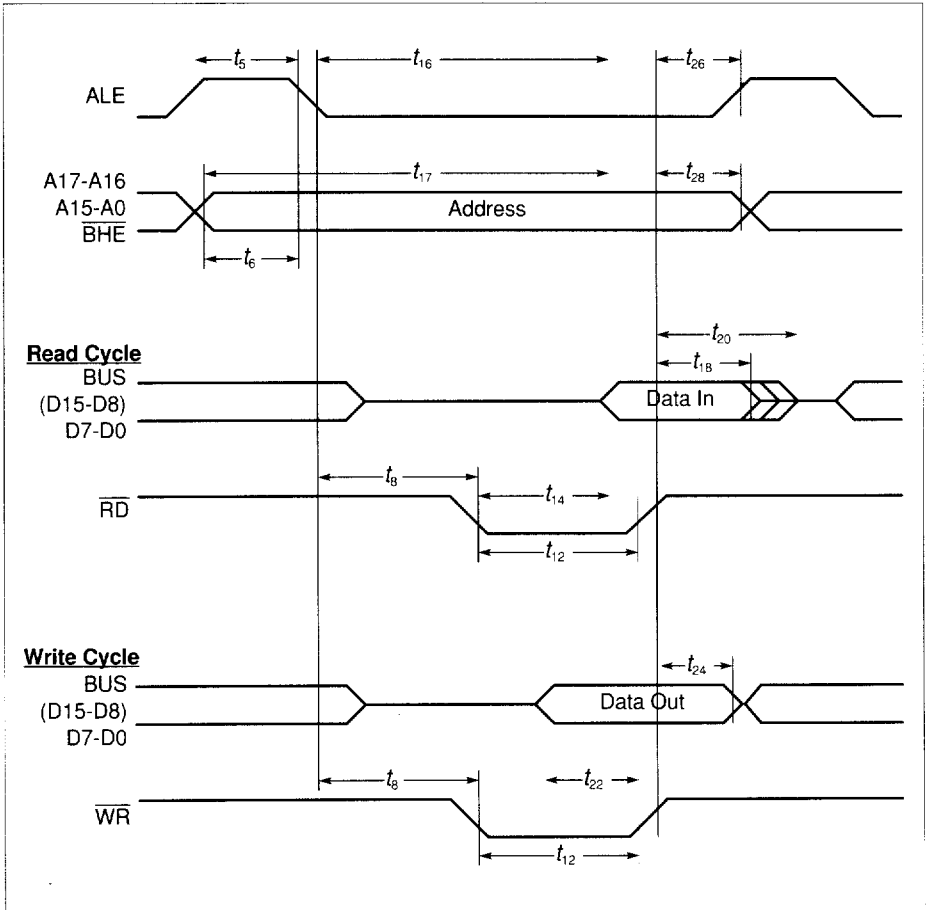 t5
t16
t26
ALE
A17-A16
t17
t28
A15-A0
Address
BHE
t6
t20
Read Cycle
t18
BUS
(D15-D8)
Data In
D7-D0
t8
t14
RD
t12
Write Cycle
t24
BUS
(D15-D8)
Data Out
D7-D0
t8
t22
WR
t12